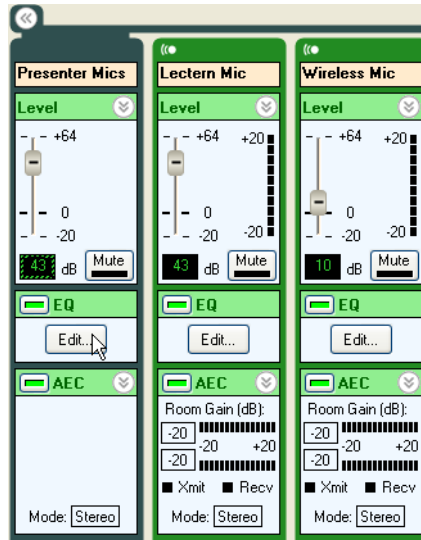 Presenter Mics
Level
+64
0
-20
43 dB Mute
EQ
Edit...
AEC
Mode: Stereo
Lectern Mic
Level
+64 +20
0
-20 -20
43 dB Mute
EQ
Edit...
AEC
Room Gain (dB):
-20
-20 +20
-20
Xmit Recv
Mode: Stereo
Wireless Mic
Level
+64 +20
0
-20 -20
10 dB Mute
EQ
Edit...
AEC
Room Gain (dB):
-20
-20 +20
-20
Xmit Recv
Mode: Stereo